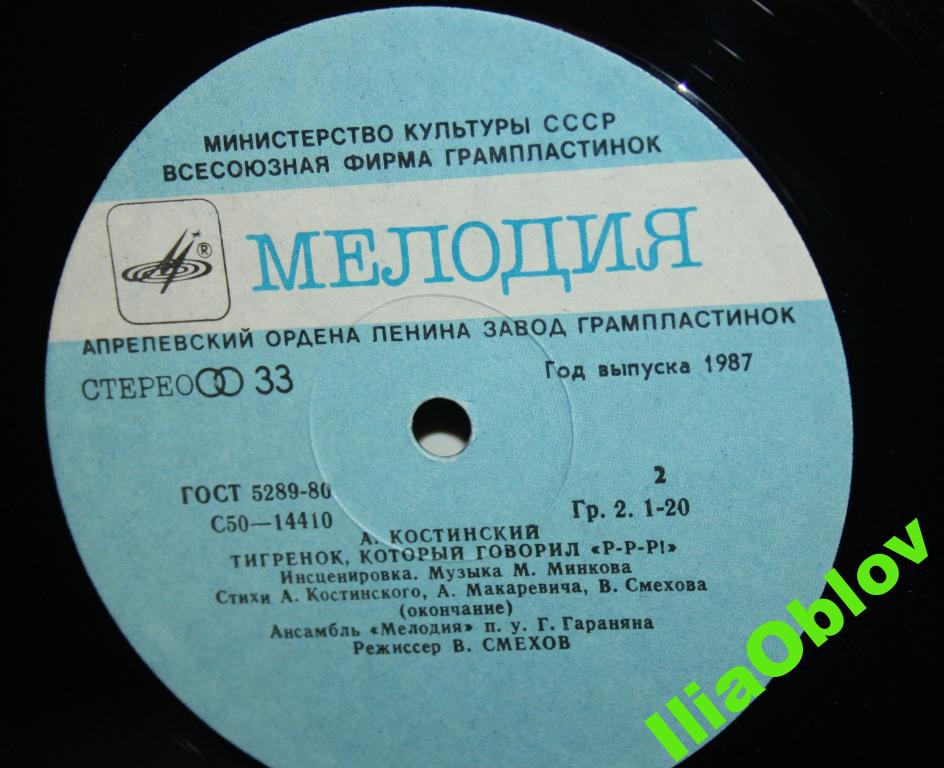 МИНИСТЕРСТВО КУЛЬТУРЫ СССР
ВСЕСОЮЗНАЯ ФИРМА ГРАМПЛАСТИНОК
® МЕЛОДИЯ
АПРЕЛЕВСКИЙ ОРДЕНА ЛЕНИНА ЗАВОД ГРАМПЛАСТИНОК
СТЕРЕО 33
Год выпуска 1987
ГОСТ 5289-80
2
С50—14410
Гр. 2. 1-20
А. КОСТИНСКИЙ
ТИГРЕНОК, КОТОРЫЙ ГОВОРИЛ «Р-Р-Р!»
Инсценировка. Музыка М. Минкова
Стихи А. Костинского, А. Макаревича, В. Смехова
(окончание)
Ансамбль «Мелодия» п. у. Г. Гараняна
Режиссер В. СМЕХОВ
IliaOblov